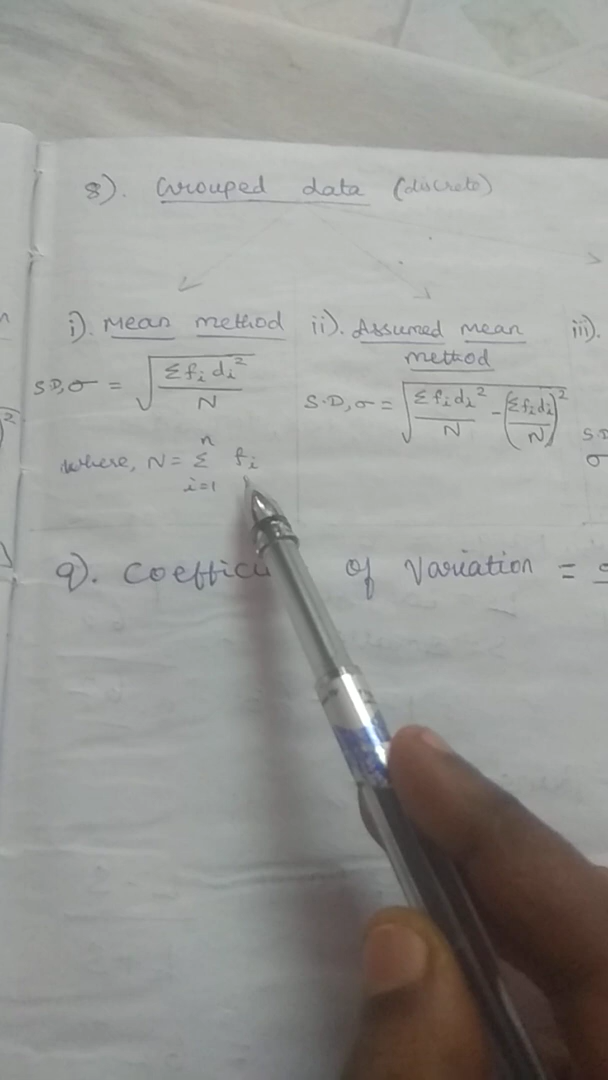 8). Grouped data (discrete)
i). Mean method
S.D, σ = √(Σfᵢdᵢ²/N)
where, N = Σⁿᵢ₌₁ fᵢ
ii). Assumed mean
method
S.D, σ = √(Σfᵢdᵢ²/N - (Σfᵢdᵢ/N)²)
iii).
S.D
σ
9). Coeffici of Variation =